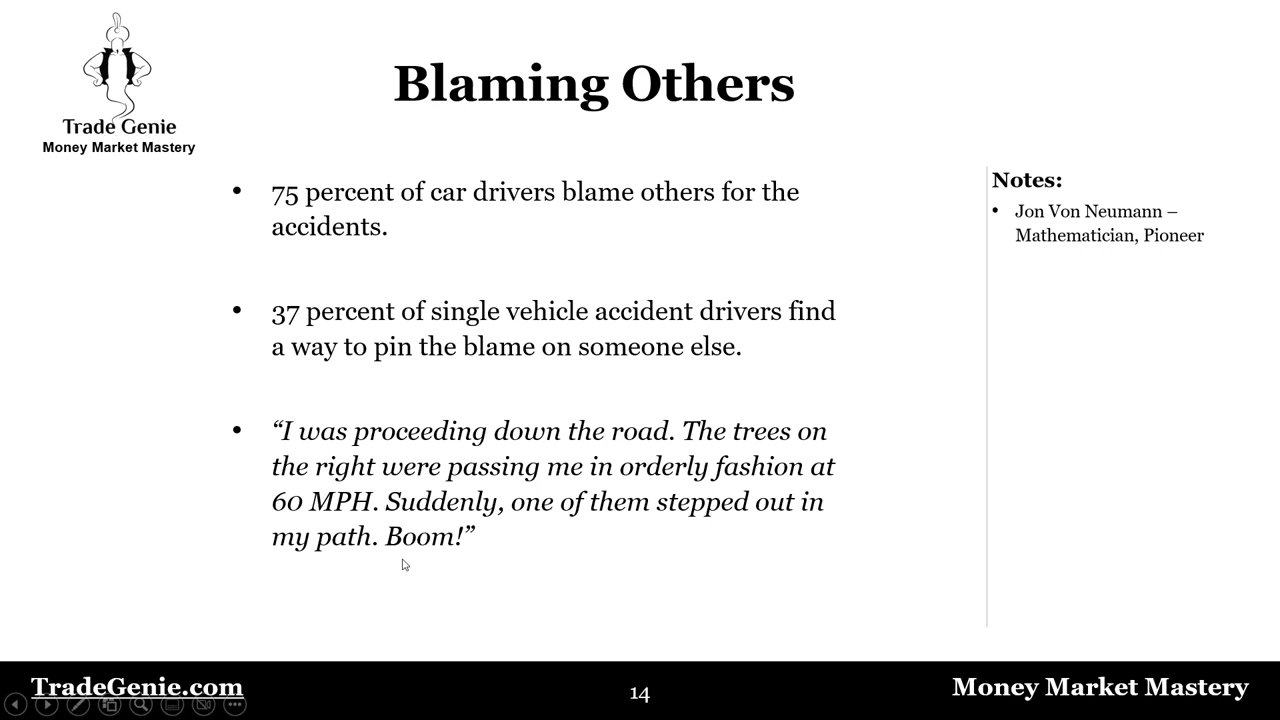 Trade Genie
Money Market Mastery
Blaming Others
• 75 percent of car drivers blame others for the
accidents.
• 37 percent of single vehicle accident drivers find
a way to pin the blame on someone else.
• “I was proceeding down the road. The trees on
the right were passing me in orderly fashion at
60 MPH. Suddenly, one of them stepped out in
my path. Boom!”
Notes:
• Jon Von Neumann –
Mathematician, Pioneer
TradeGenie.com
14
Money Market Mastery